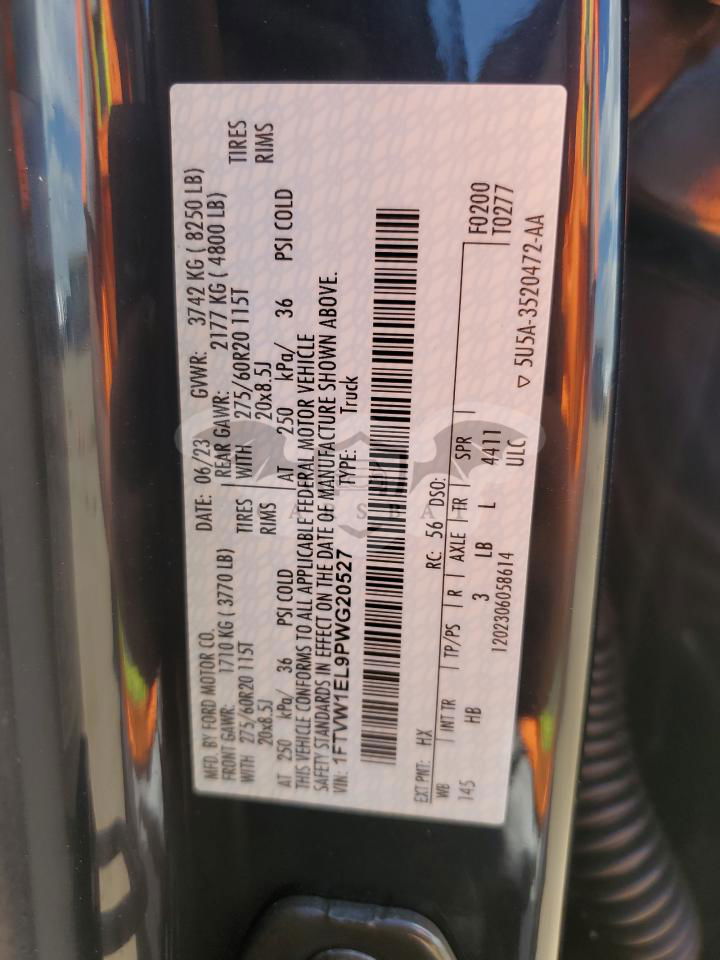 MFD. BY FORD MOTOR CO. DATE: 06/23 GVWR: 3742 KG ( 8250 LB)
FRONT GAWR: 1710 KG ( 3770 LB) REAR GAWR: 2177 KG ( 4800 LB)
WITH 275/60R20 115T TIRES WITH 275/60R20 115T TIRES
20x8.5J RIMS 20x8.5J RIMS
AT 250 kPa/ 36 PSI COLD AT 250 kPa/ 36 PSI COLD
THIS VEHICLE CONFORMS TO ALL APPLICABLE FEDERAL MOTOR VEHICLE
SAFETY STANDARDS IN EFFECT ON THE DATE OF MANUFACTURE SHOWN ABOVE.
VIN: 1FTVW1EL9PWG20527 TYPE: Truck
EXT PNT: HX RC: 56 DSO: F0200
WB INT TR TP/PS R AXLE TR SPR T0277
145 HB 3 LB L 4411
1202306058614 ULC
▽ 5U5A-3520472-AA